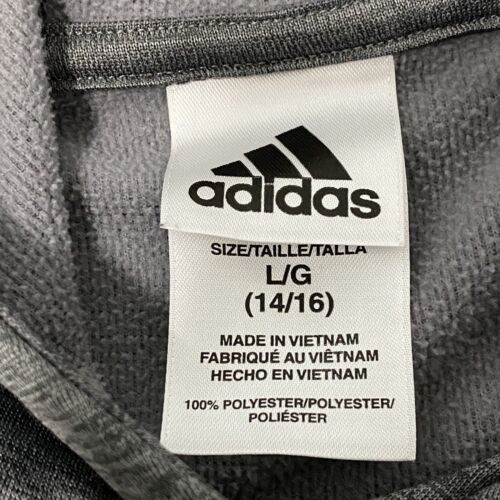 adidas
SIZE/TAILLE/TALLA
L/G
(14/16)
MADE IN VIETNAM
FABRIQUÉ AU VIÊTNAM
HECHO EN VIETNAM
100% POLYESTER/POLYESTER/
POLIÉSTER